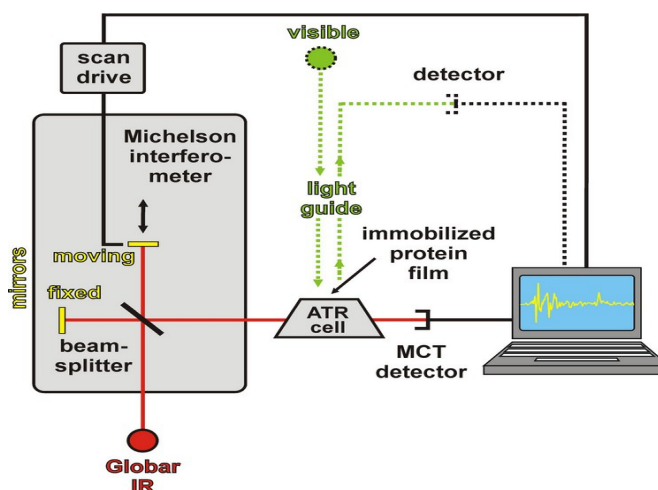 visible
scan
drive
detector
Michelson
interfero-
meter
light
guide
immobilized
protein
film
moving
mirrors
fixed
ATR
cell
beam-
splitter
MCT
detector
Globar
IR